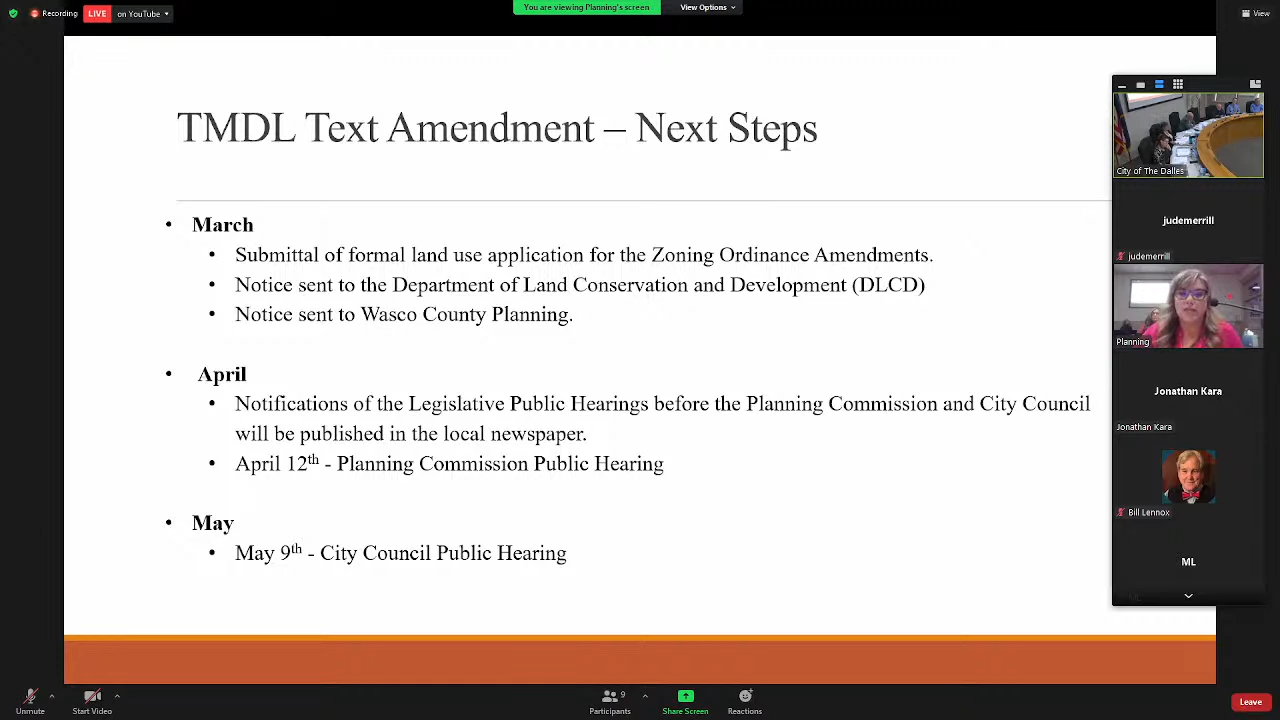 Recording
LIVE
on YouTube
You are viewing Planning's screen
View Options
View
TMDL Text Amendment – Next Steps
• March
• Submittal of formal land use application for the Zoning Ordinance Amendments.
• Notice sent to the Department of Land Conservation and Development (DLCD)
• Notice sent to Wasco County Planning.
• April
• Notifications of the Legislative Public Hearings before the Planning Commission and City Council
will be published in the local newspaper.
• April 12th - Planning Commission Public Hearing
• May
• May 9th - City Council Public Hearing
City of The Dalles
judemerrill
judemerrill
Planning
Jonathan Kara
Jonathan Kara
Bill Lennox
ML
ML
Unmute
Start Video
9
Participants
Share Screen
Reactions
Leave